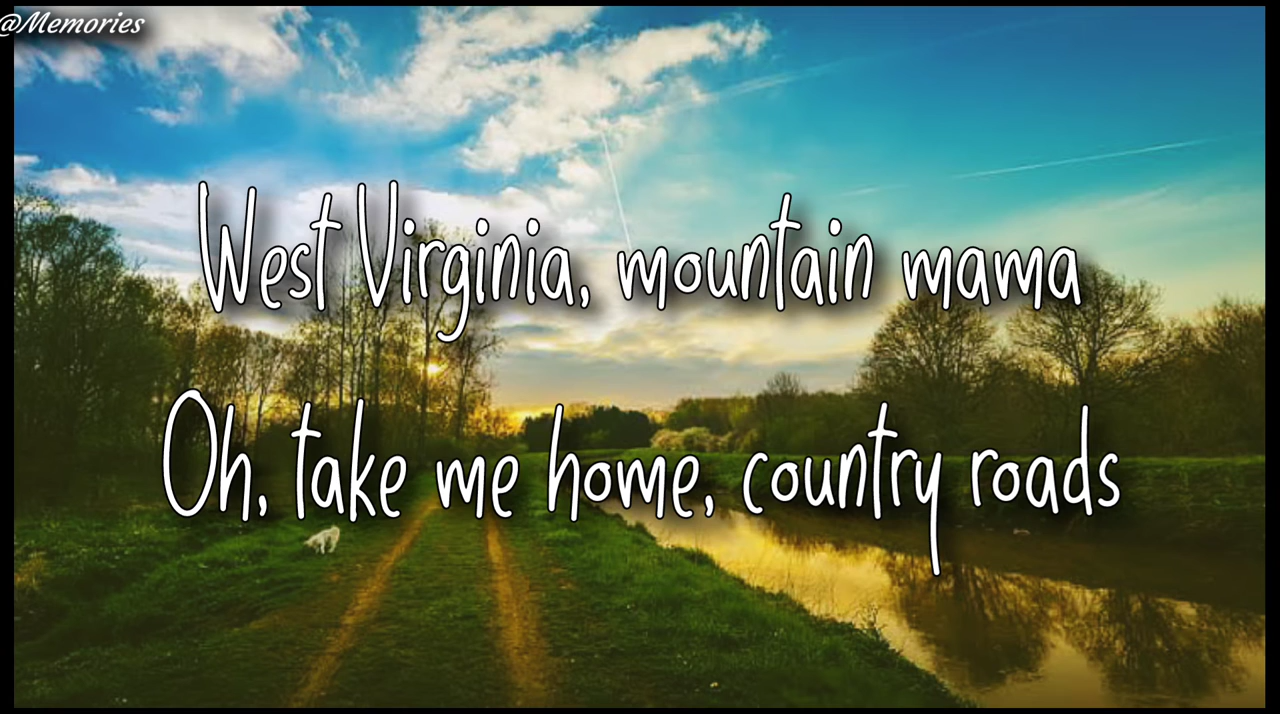 @Memories
West Virginia, mountain mama
Oh, take me home, country roads